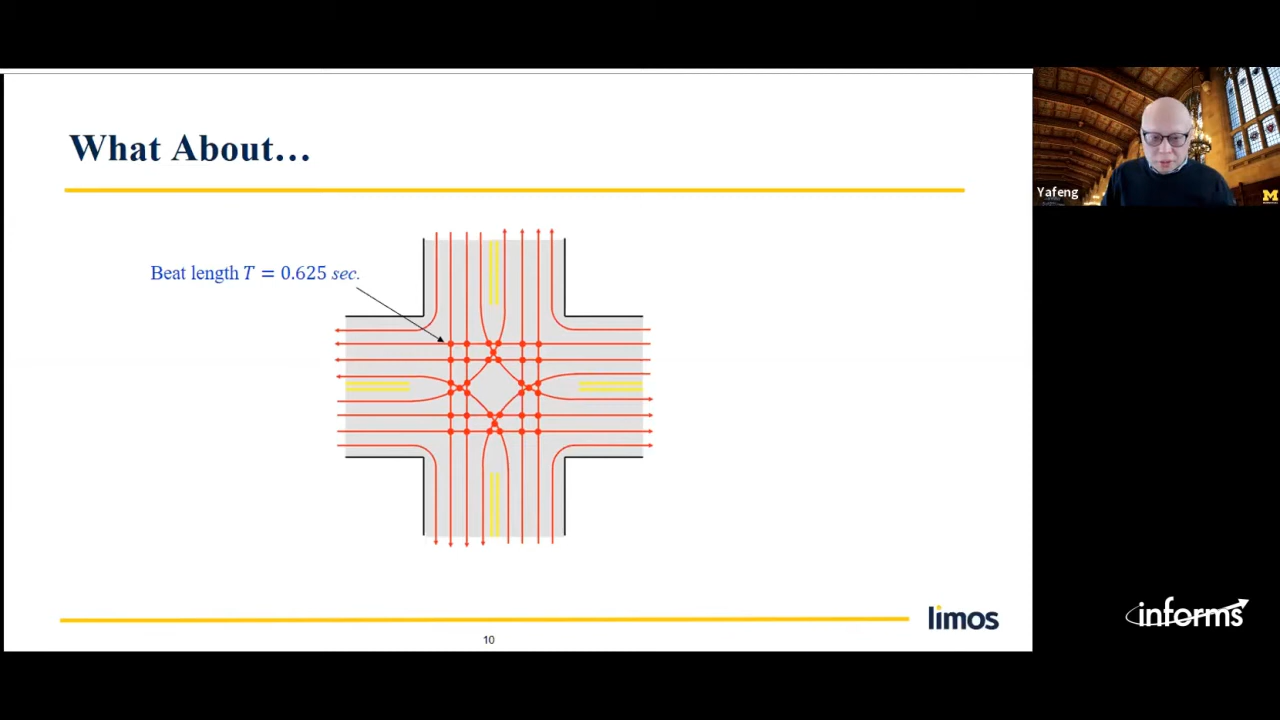 What About…
Beat length T = 0.625 sec.
10
limos
Yafeng
M
informs